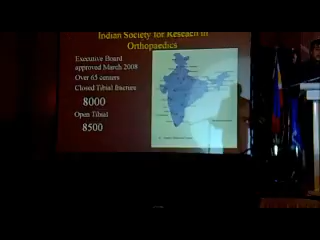 Indian Society for Reseach in
Orthopaedics
Executive Board
approved March 2008
Over 65 centers
Closed Tibial fracture
8000
Open Tibial
8500